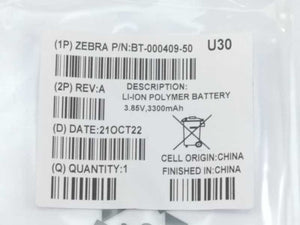 (1P) ZEBRA P/N:BT-000409-50 U30
(2P) REV:A
DESCRIPTION:
LI-ION POLYMER BATTERY
3.85V,3300mAh
(D) DATE:21OCT22
(Q) QUANTITY:1
CELL ORIGIN:CHINA
FINISHED IN:CHINA